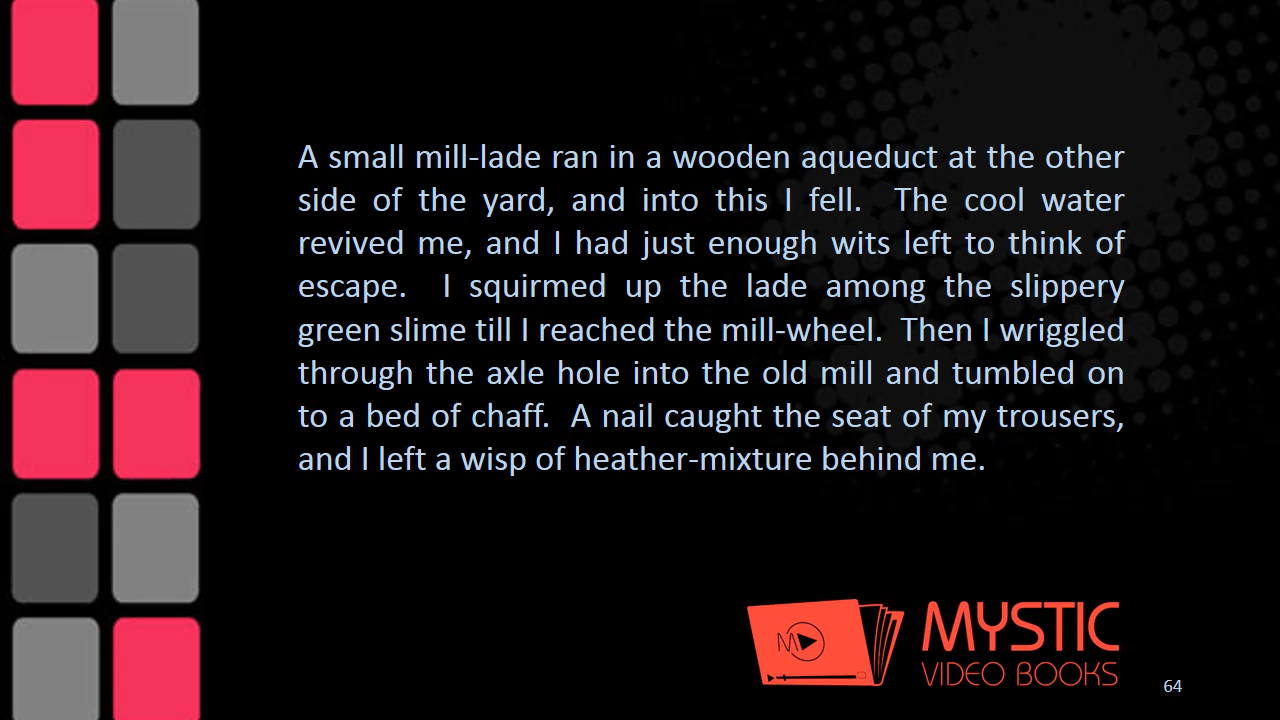 A small mill-lade ran in a wooden aqueduct at the other
side of the yard, and into this I fell.  The cool water
revived me, and I had just enough wits left to think of
escape.  I squirmed up the lade among the slippery
green slime till I reached the mill-wheel.  Then I wriggled
through the axle hole into the old mill and tumbled on
to a bed of chaff.  A nail caught the seat of my trousers,
and I left a wisp of heather-mixture behind me.
M
MYSTIC
VIDEO BOOKS
64